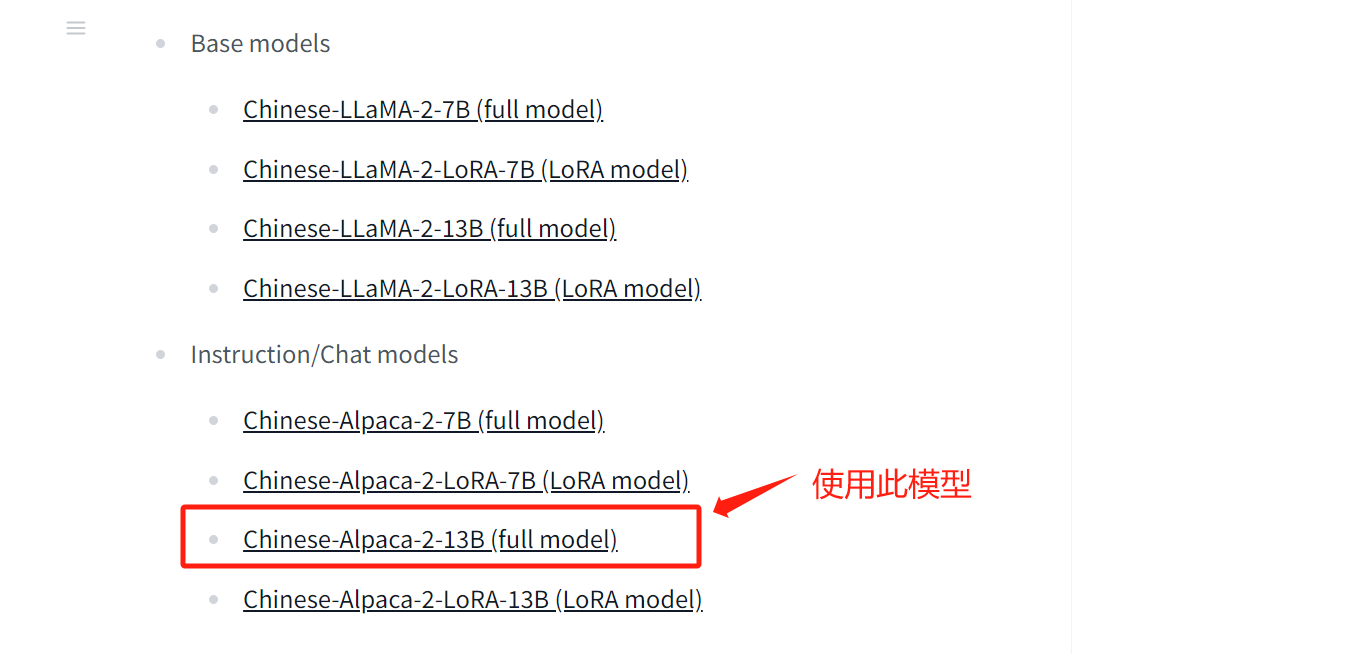 Base models
Chinese-LLaMA-2-7B (full model)
Chinese-LLaMA-2-LoRA-7B (LoRA model)
Chinese-LLaMA-2-13B (full model)
Chinese-LLaMA-2-LoRA-13B (LoRA model)
Instruction/Chat models
Chinese-Alpaca-2-7B (full model)
Chinese-Alpaca-2-LoRA-7B (LoRA model)
使用此模型
Chinese-Alpaca-2-13B (full model)
Chinese-Alpaca-2-LoRA-13B (LoRA model)